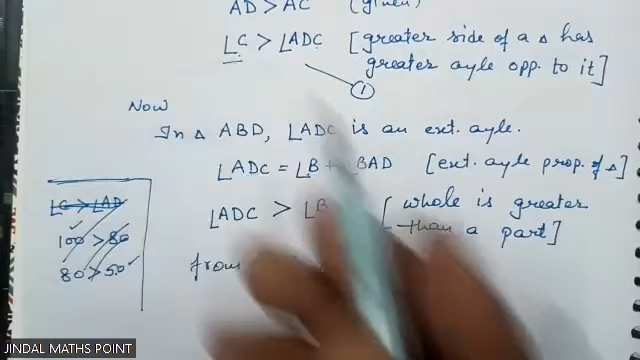 AD > AC (given)
∠C > ∠ADC [greater side of a Δ has
greater angle opp. to it]
①
Now
In Δ ABD, ∠ADC is an ext. angle.
∠ADC = ∠B + ∠BAD [ext. angle prop. of Δ]
∠ADC > ∠B [whole is greater
than a part]
from
∠C > ∠AD
100 > 80
80 > 50
JINDAL MATHS POINT